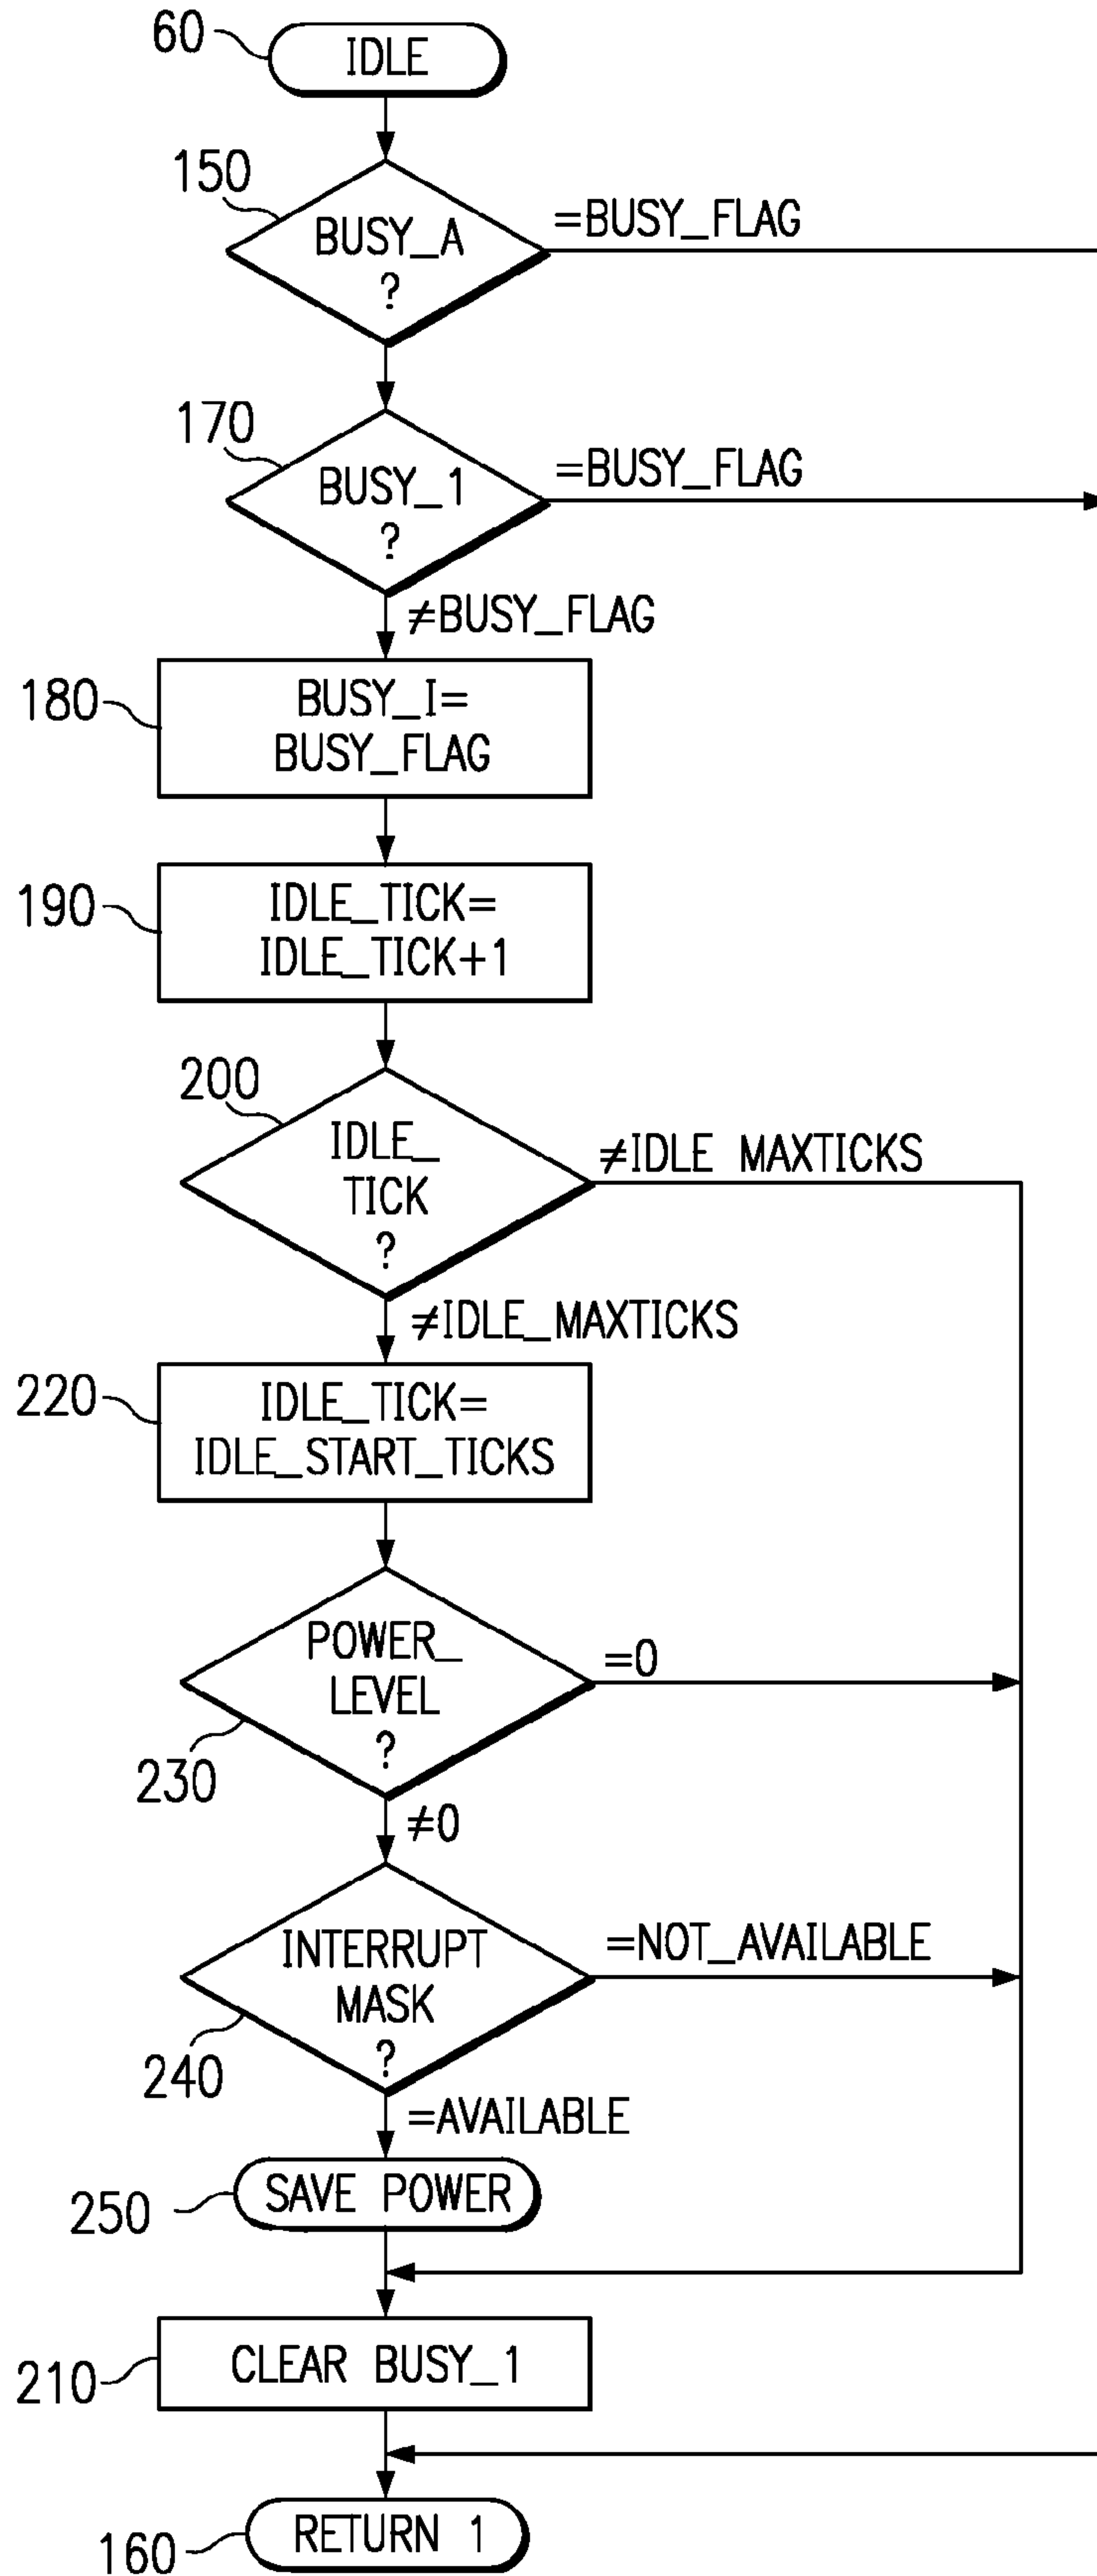 60
IDLE
150
BUSY_A
?
=BUSY_FLAG
170
BUSY_1
?
=BUSY_FLAG
≠BUSY_FLAG
180
BUSY_I=
BUSY_FLAG
190
IDLE_TICK=
IDLE_TICK+1
200
IDLE_
TICK
?
≠IDLE MAXTICKS
≠IDLE_MAXTICKS
220
IDLE_TICK=
IDLE_START_TICKS
POWER_
LEVEL
?
=0
230
≠0
INTERRUPT
MASK
?
=NOT_AVAILABLE
240
=AVAILABLE
250
SAVE POWER
210
CLEAR BUSY_1
160
RETURN 1